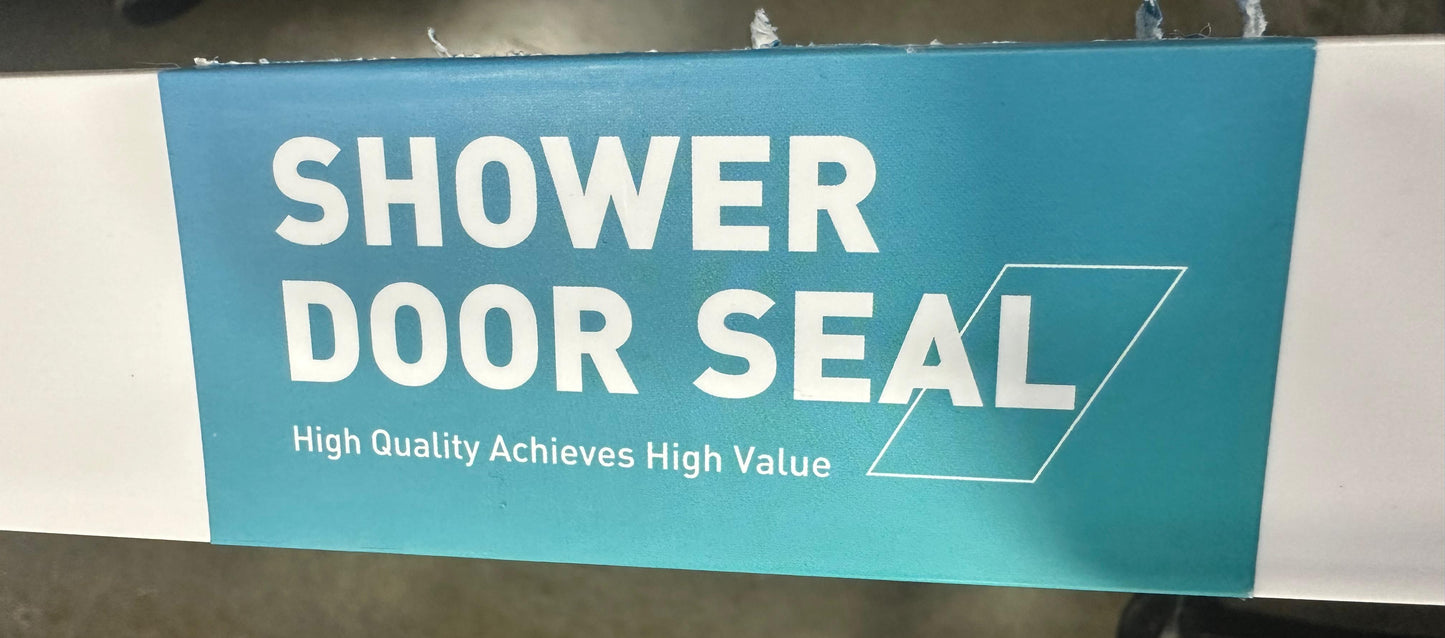 SHOWER
DOOR SEAL
High Quality Achieves High Value